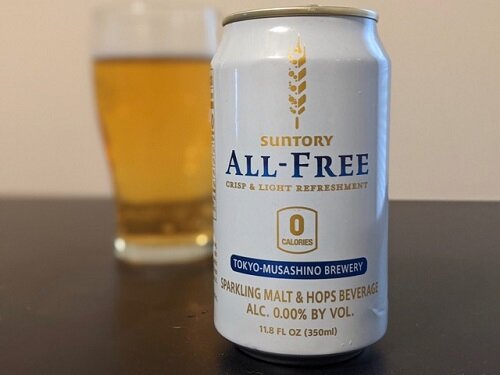 SUNTORY
ALL-FREE
CRISP & LIGHT REFRESHMENT
0
CALORIES
TOKYO-MUSASHINO BREWERY
SPARKLING MALT & HOPS BEVERAGE
ALC. 0.00% BY VOL.
11.8 FL OZ (350ml)